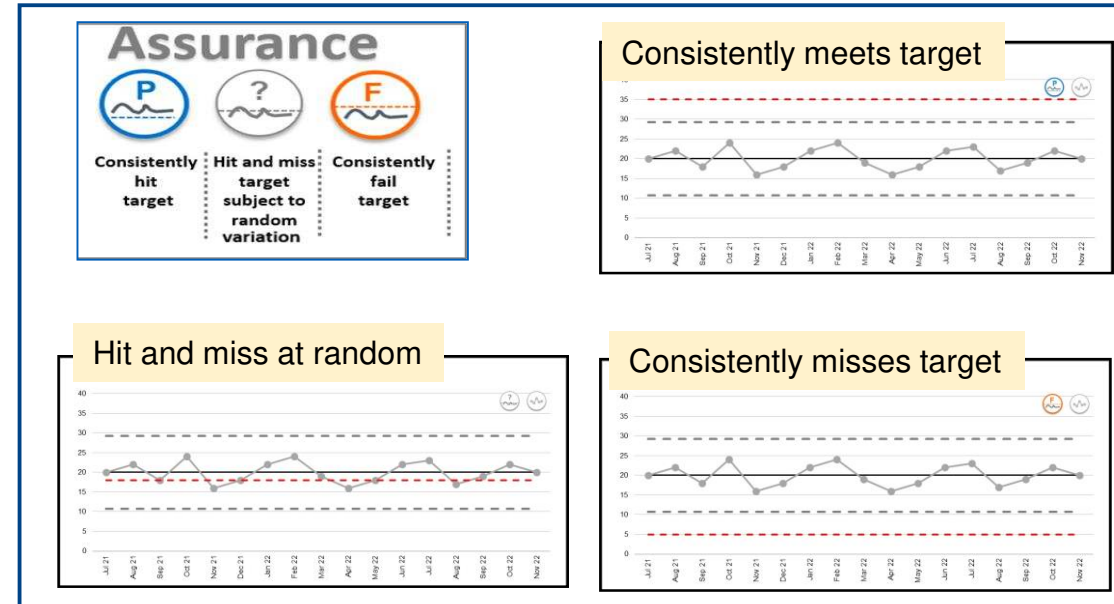 Assurance
P
?
F
Consistently
hit
target
Hit and miss
target
subject to
random
variation
Consistently
fail
target
Consistently meets target
P
35
30
25
20
15
10
5
0
Jul 21
Aug 21
Sep 21
Oct 21
Nov 21
Dec 21
Jan 22
Feb 22
Mar 22
Apr 22
May 22
Jun 22
Jul 22
Aug 22
Sep 22
Oct 22
Nov 22
Hit and miss at random
?
40
35
30
25
20
15
10
5
0
Jul 21
Aug 21
Sep 21
Oct 21
Nov 21
Dec 21
Jan 22
Feb 22
Mar 22
Apr 22
May 22
Jun 22
Jul 22
Aug 22
Sep 22
Oct 22
Nov 22
Consistently misses target
F
40
35
30
25
20
15
10
5
0
Jul 21
Aug 21
Sep 21
Oct 21
Nov 21
Dec 21
Jan 22
Feb 22
Mar 22
Apr 22
May 22
Jun 22
Jul 22
Aug 22
Sep 22
Oct 22
Nov 22